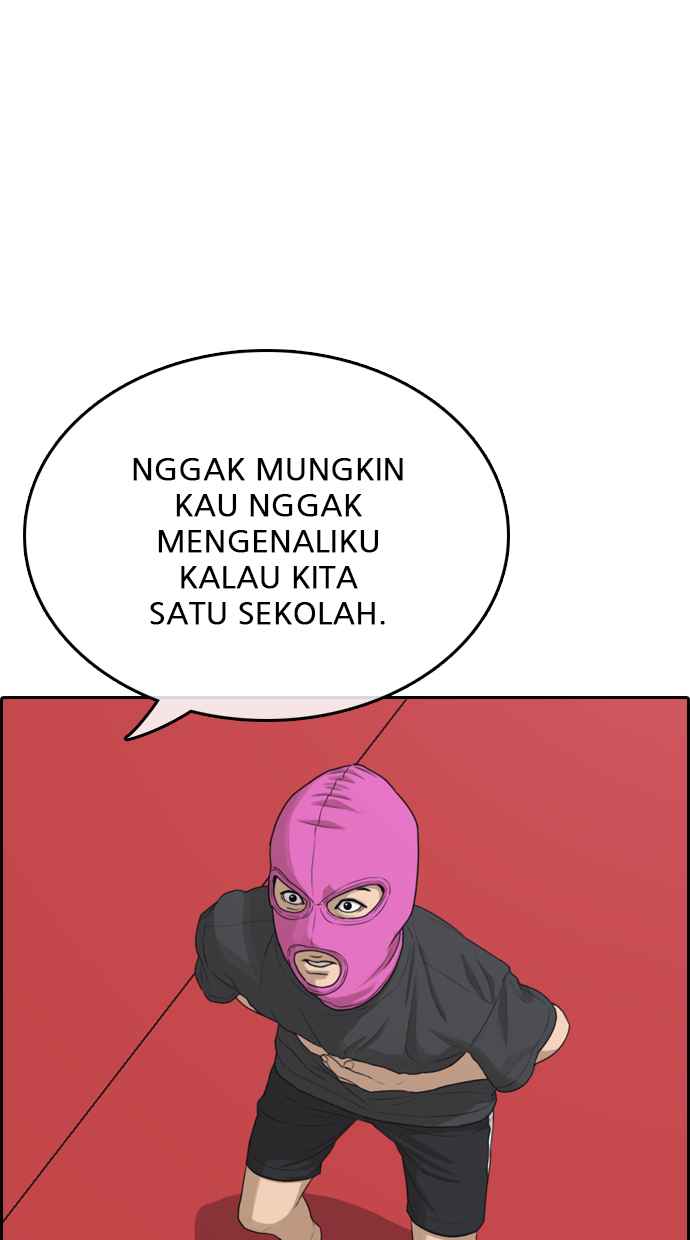 NGGAK MUNGKIN
KAU NGGAK
MENGENALIKU
KALAU KITA
SATU SEKOLAH.